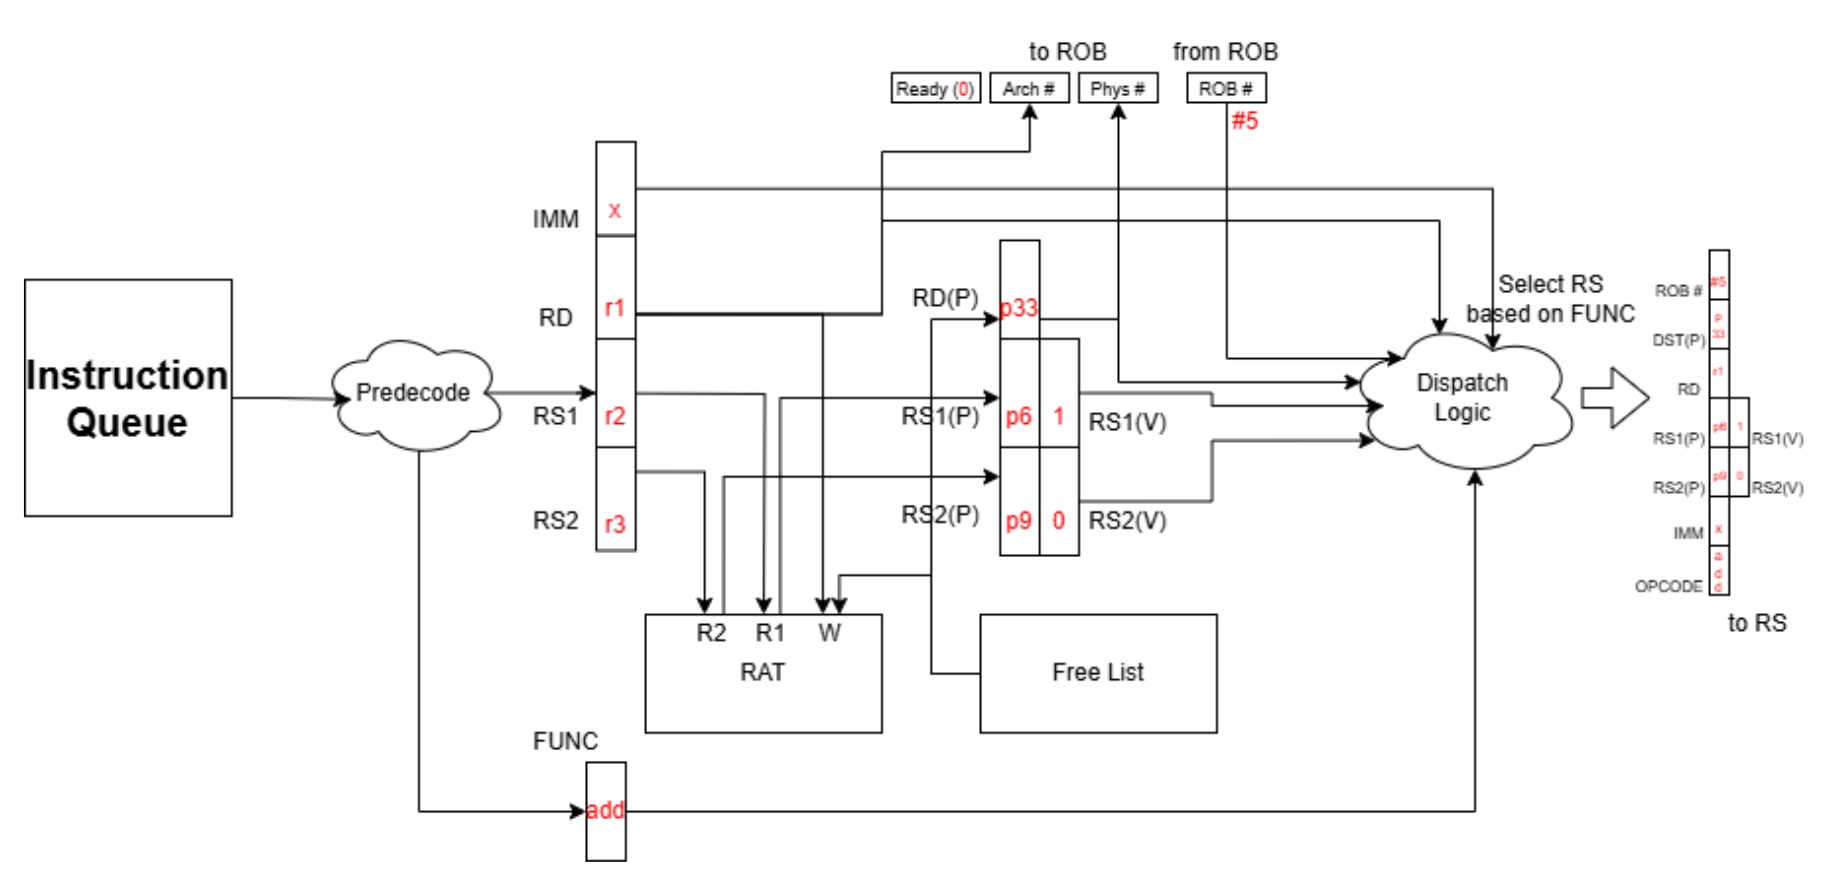 to ROB
from ROB
Ready (0)
Arch #
Phys #
ROB #
#5
IMM
x
RD
r1
RS1
r2
RS2
r3
Instruction
Queue
Predecode
RD(P)
p33
RS1(P)
p6
1
RS1(V)
RS2(P)
p9
0
RS2(V)
R2
R1
W
RAT
Free List
FUNC
add
Select RS
based on FUNC
Dispatch
Logic
ROB #
#5
DST(P)
p
33
RD
r1
RS1(P)
p6
1
RS1(V)
RS2(P)
p9
0
RS2(V)
IMM
x
OPCODE
a
d
d
to RS